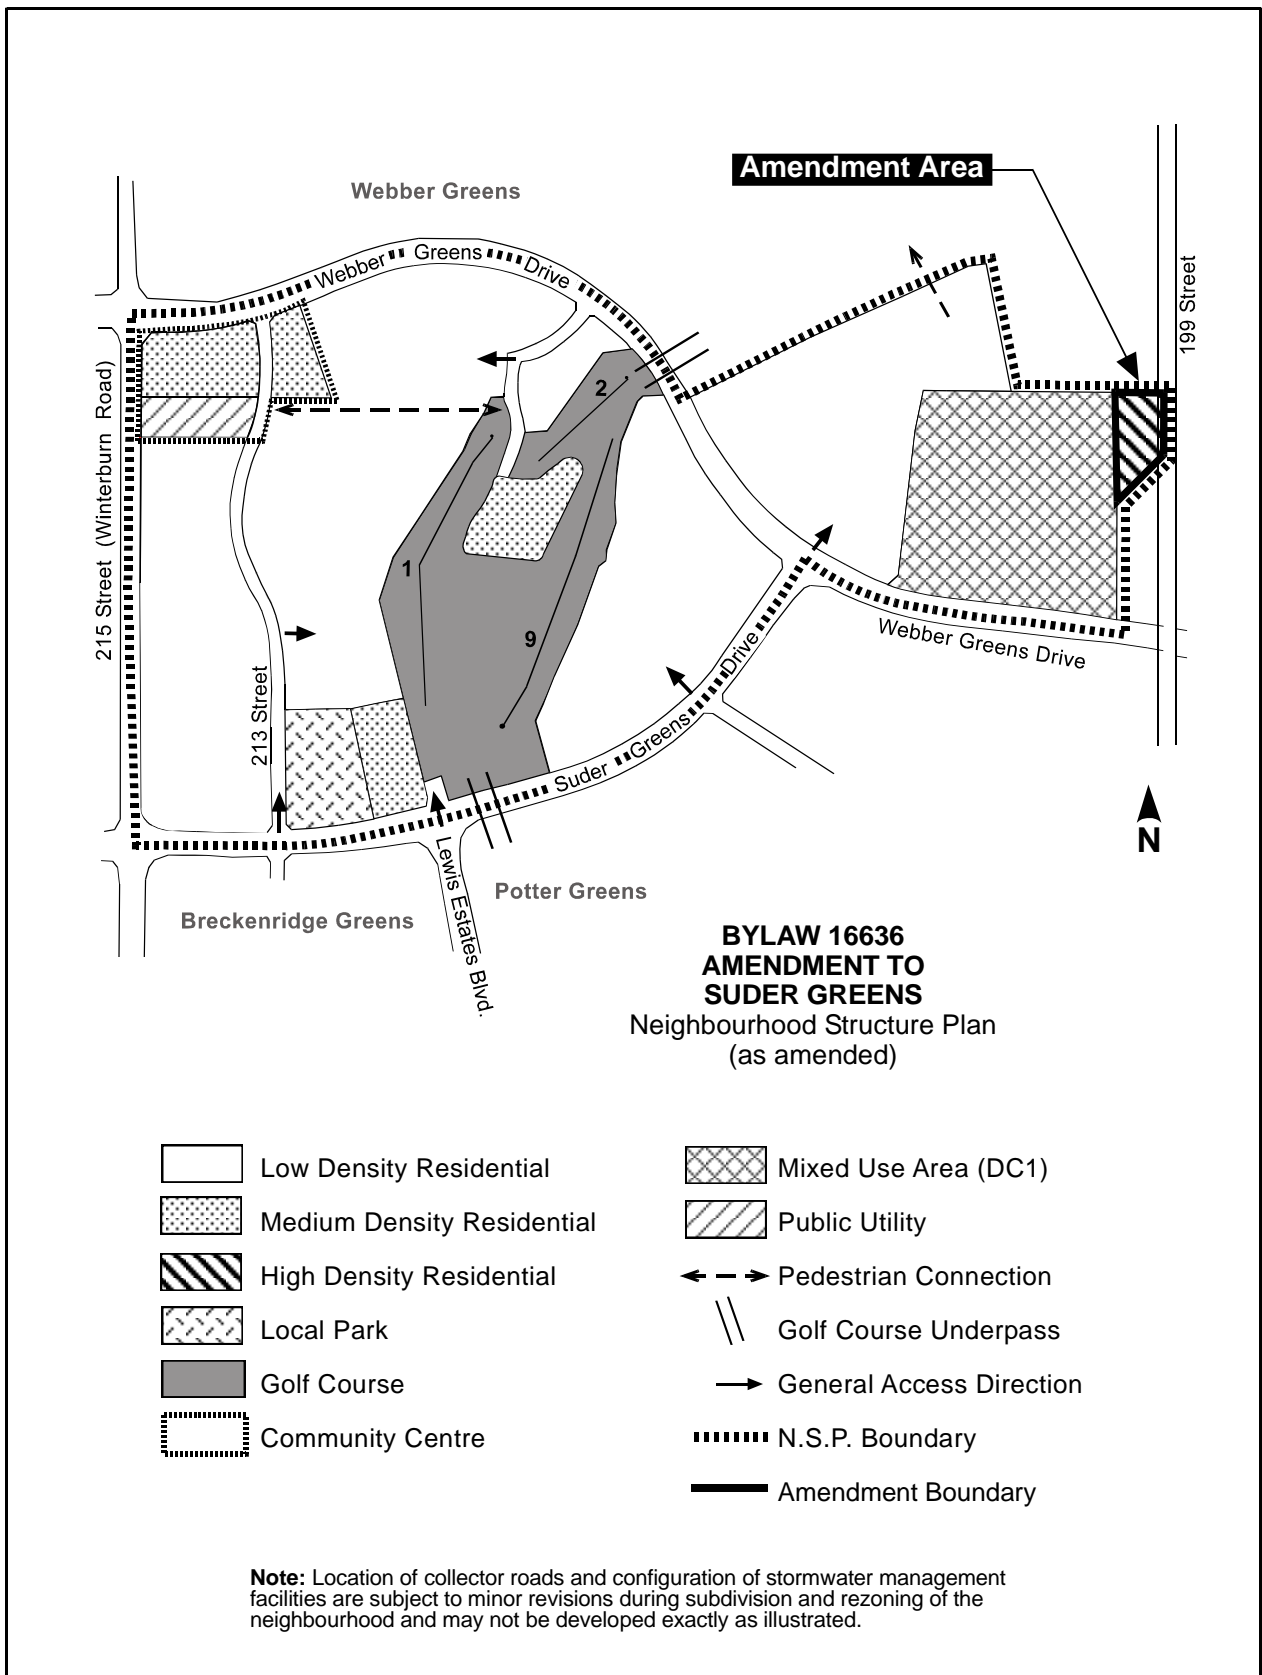 Amendment Area
Webber Greens
Webber Greens Drive
199 Street
215 Street (Winterburn Road)
2
1
9
213 Street
Suder Greens Drive
Webber Greens Drive
N
Lewis Estates Blvd.
Potter Greens
Breckenridge Greens
BYLAW 16636
AMENDMENT TO
SUDER GREENS
Neighbourhood Structure Plan
(as amended)
Low Density Residential
Medium Density Residential
High Density Residential
Local Park
Golf Course
Community Centre
Mixed Use Area (DC1)
Public Utility
Pedestrian Connection
Golf Course Underpass
General Access Direction
N.S.P. Boundary
Amendment Boundary
Note: Location of collector roads and configuration of stormwater management
facilities are subject to minor revisions during subdivision and rezoning of the
neighbourhood and may not be developed exactly as illustrated.